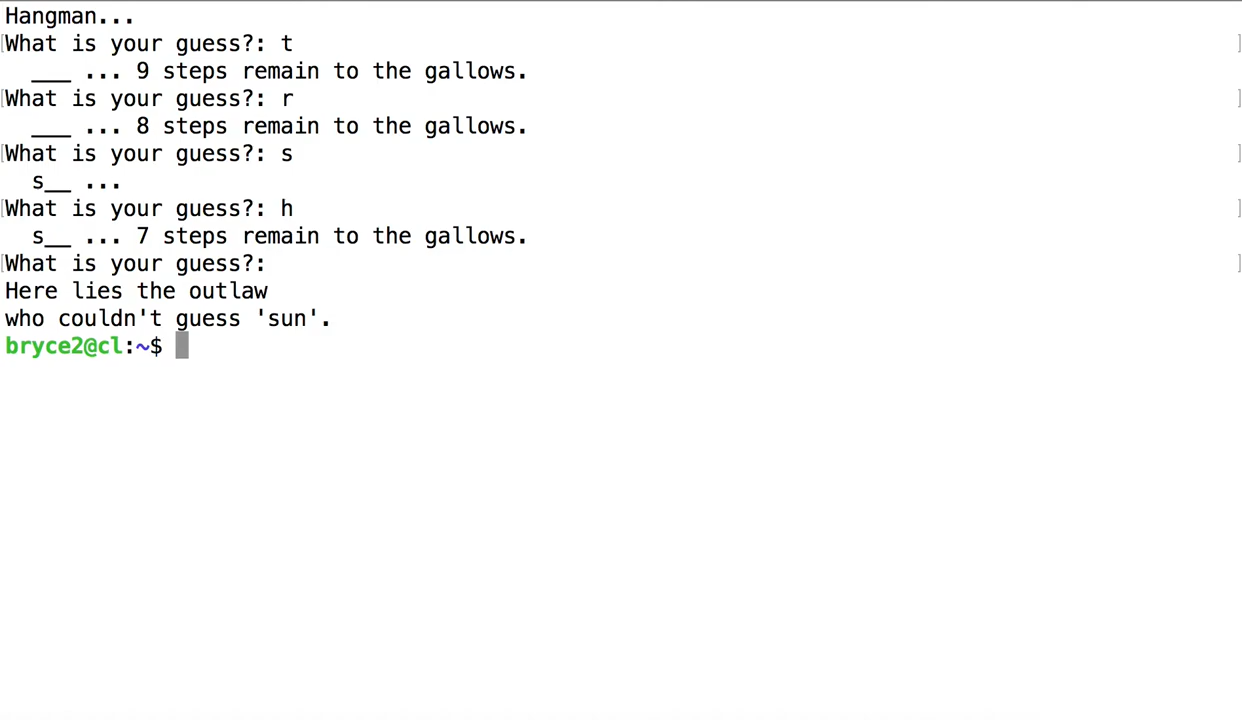 Hangman...
[What is your guess?: t ]
  ___ ... 9 steps remain to the gallows.
[What is your guess?: r ]
  ___ ... 8 steps remain to the gallows.
[What is your guess?: s ]
  s__ ...
[What is your guess?: h ]
  s__ ... 7 steps remain to the gallows.
[What is your guess?: ]
Here lies the outlaw
who couldn't guess 'sun'.
bryce2@cl:~$